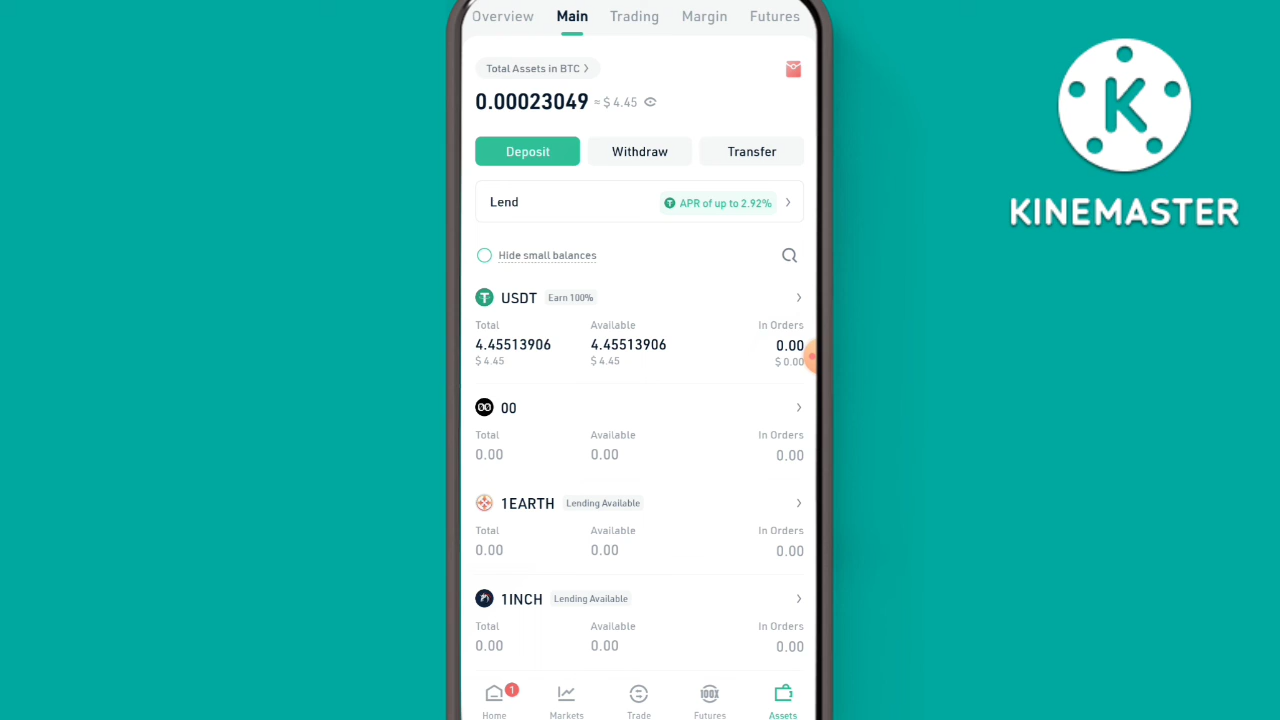 Overview Main Trading Margin Futures
Total Assets in BTC
0.00023049 ≈ $ 4.45
Deposit Withdraw Transfer
Lend APR of up to 2.92%
Hide small balances
USDT Earn 100%
Total Available In Orders
4.45513906 4.45513906 0.00
$ 4.45 $ 4.45 $ 0.00
00
Total Available In Orders
0.00 0.00 0.00
1EARTH Lending Available
Total Available In Orders
0.00 0.00 0.00
1INCH Lending Available
Total Available In Orders
0.00 0.00 0.00
1
100X
Home Markets Trade Futures Assets
K
KINEMASTER